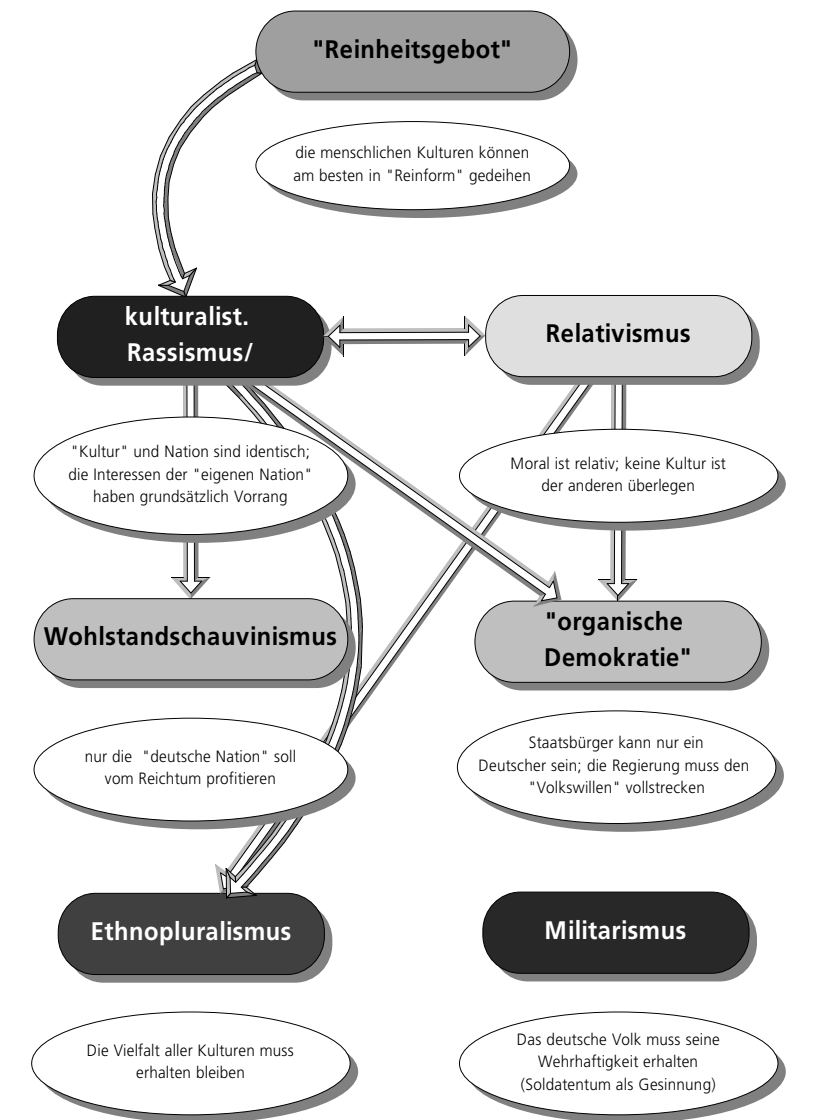 "Reinheitsgebot"
die menschlichen Kulturen können
am besten in "Reinform" gedeihen
kulturalist.
Rassismus/
Relativismus
"Kultur" und Nation sind identisch;
die Interessen der "eigenen Nation"
haben grundsätzlich Vorrang
Moral ist relativ; keine Kultur ist
der anderen überlegen
Wohlstandschauvinismus
"organische
Demokratie"
nur die "deutsche Nation" soll
vom Reichtum profitieren
Staatsbürger kann nur ein
Deutscher sein; die Regierung muss den
"Volkswillen" vollstrecken
Ethnopluralismus
Militarismus
Die Vielfalt aller Kulturen muss
erhalten bleiben
Das deutsche Volk muss seine
Wehrhaftigkeit erhalten
(Soldatentum als Gesinnung)